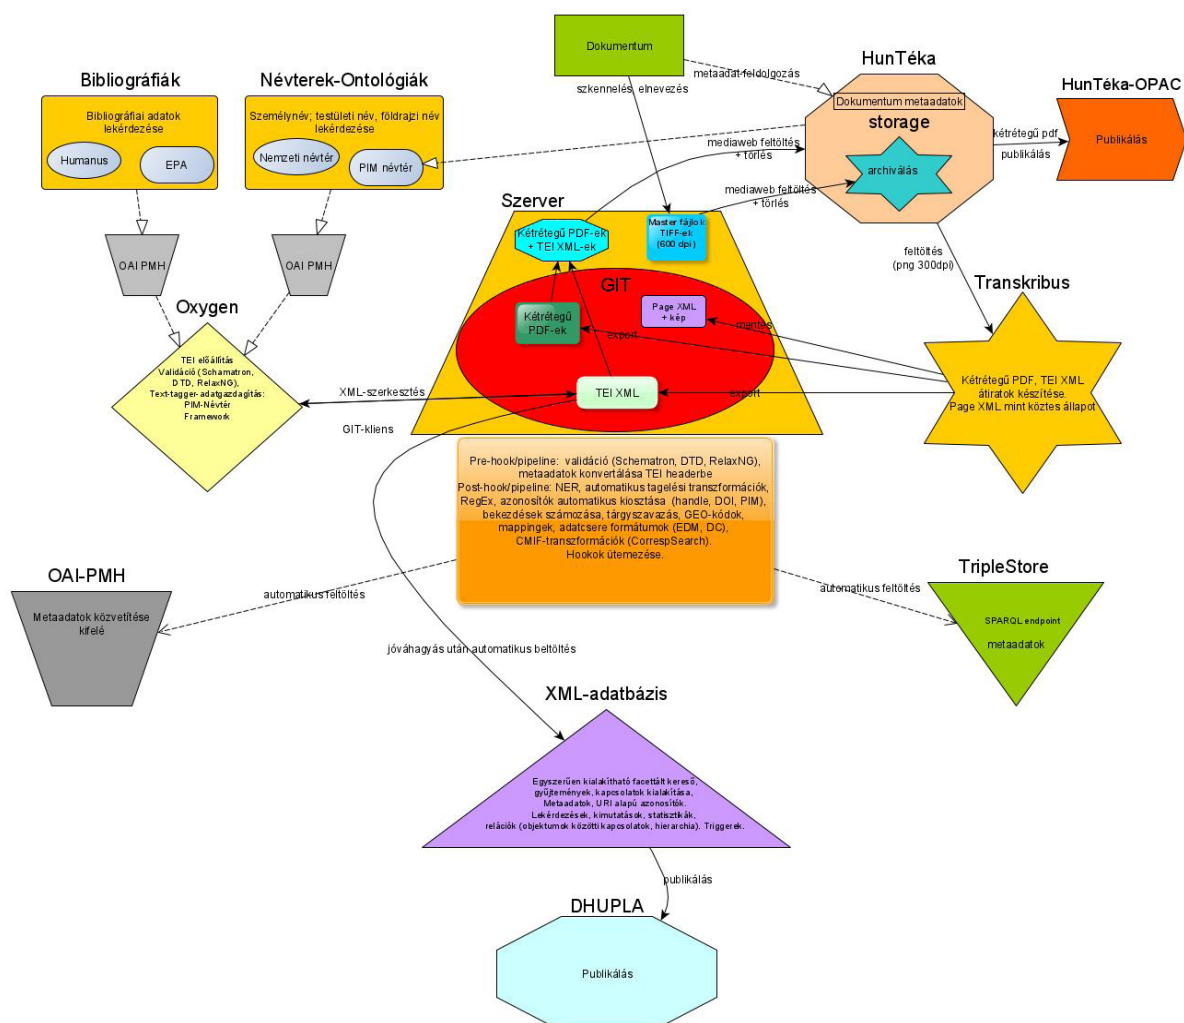 Dokumentum
metaadat-feldolgozás
szkennelés, elnevezés
HunTéka
Dokumentum metaadatok
storage
archiválás
HunTéka-OPAC
kétrétegű pdf
publikálás
Publikálás
Bibliográfiák
Bibliográfiai adatok
lekérdezése
Humanus
EPA
Névterek-Ontológiák
Személynév; testületi név, földrajzi név
lekérdezése
Nemzeti névtér
PIM névtér
mediaweb feltöltés
+ törlés
mediaweb feltöltés
+ törlés
OAI PMH
OAI PMH
Szerver
Kétrétegű PDF-ek
+ TEI XML-ek
Master fájlok
TIFF-ek
(600 dpi)
GIT
Kétrétegű
PDF-ek
Page XML
+ kép
TEI XML
mentés
export
export
feltöltés
(png 300dpi)
Transkribus
Kétrétegű PDF, TEI XML
átiratok készítése.
Page XML mint köztes állapot
Oxygen
TEI előállítás
Validáció (Schamatron,
DTD, RelaxNG),
Text-tagger-adatgazdagítás:
PIM-Névtér
Framework
XML-szerkesztés
GIT-kliens
Pre-hook/pipeline: validáció (Schematron, DTD, RelaxNG),
metaadatok konvertálása TEI headerbe
Post-hook/pipeline: NER, automatikus tagelési transzformációk,
RegEx, azonosítók automatikus kiosztása (handle, DOI, PIM),
bekezdések számozása, tárgyszavazás, GEO-kódok,
mappingek, adatcsere formátumok (EDM, DC),
CMIF-transzformációk (CorrespSearch).
Hookok ütemezése.
OAI-PMH
Metaadatok közvetítése
kifelé
automatikus feltöltés
automatikus feltöltés
TripleStore
SPARQL endpoint
metaadatok
jóváhagyás után automatikus beltöltés
XML-adatbázis
Egyszerűen kialakítható facettált kereső,
gyűjtemények, kapcsolatok kialakítása,
Metaadatok, URI alapú azonosítók.
Lekérdezések, kimutatások, statisztikák,
relációk (objektumok közötti kapcsolatok, hierarchia). Triggerek.
publikálás
DHUPLA
Publikálás